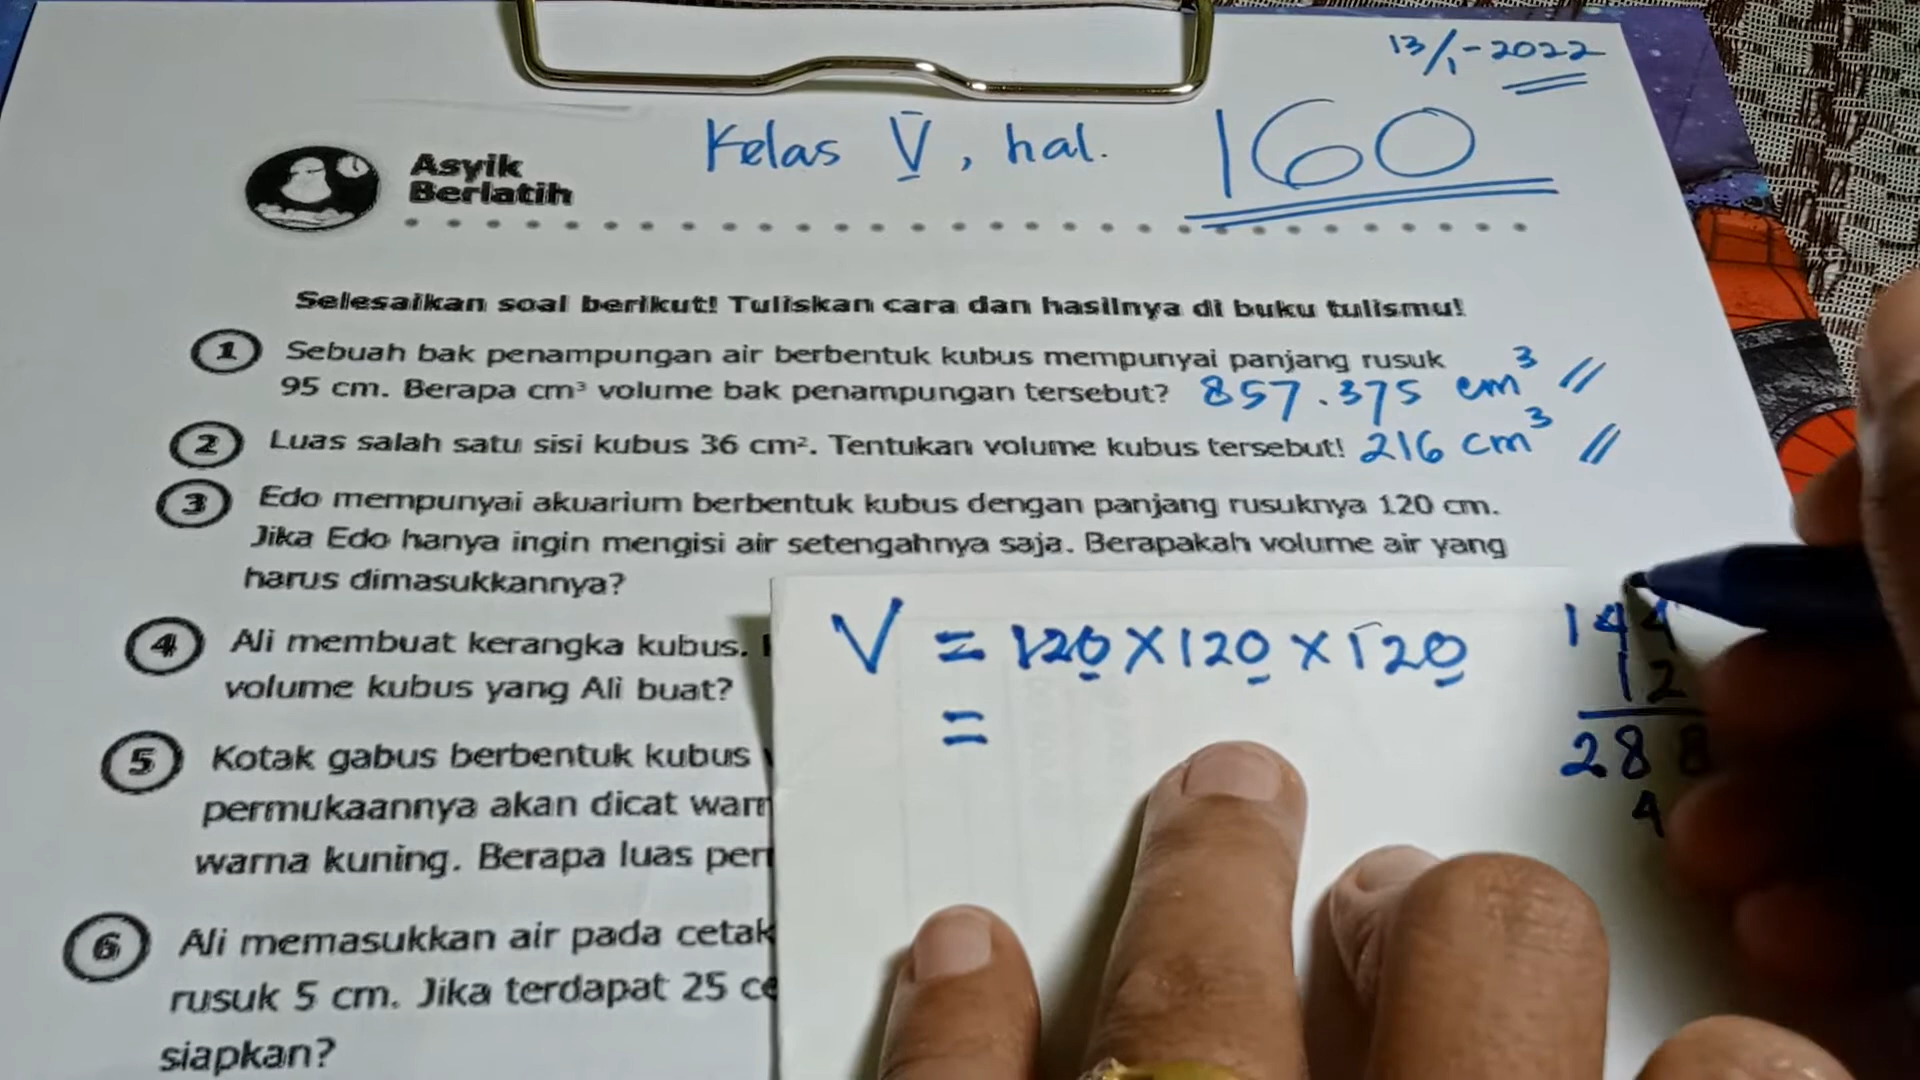 13/1-2022
Kelas V, hal. 160
Asyik
Berlatih
Selesaikan soal berikut! Tuliskan cara dan hasilnya di buku tulismu!
1 Sebuah bak penampungan air berbentuk kubus mempunyai panjang rusuk
95 cm. Berapa cm³ volume bak penampungan tersebut? 857.375 cm³ //
2 Luas salah satu sisi kubus 36 cm². Tentukan volume kubus tersebut! 216 cm³ //
3 Edo mempunyai akuarium berbentuk kubus dengan panjang rusuknya 120 cm.
Jika Edo hanya ingin mengisi air setengahnya saja. Berapakah volume air yang
harus dimasukkannya?
4 Ali membuat kerangka kubus.
volume kubus yang Ali buat?
5 Kotak gabus berbentuk kubus
permukaannya akan dicat
warna kuning. Berapa luas
6 Ali memasukkan air pada
rusuk 5 cm. Jika terdapat 25
siapkan?
V = 120 × 120 × 120
=
144
12
288
4